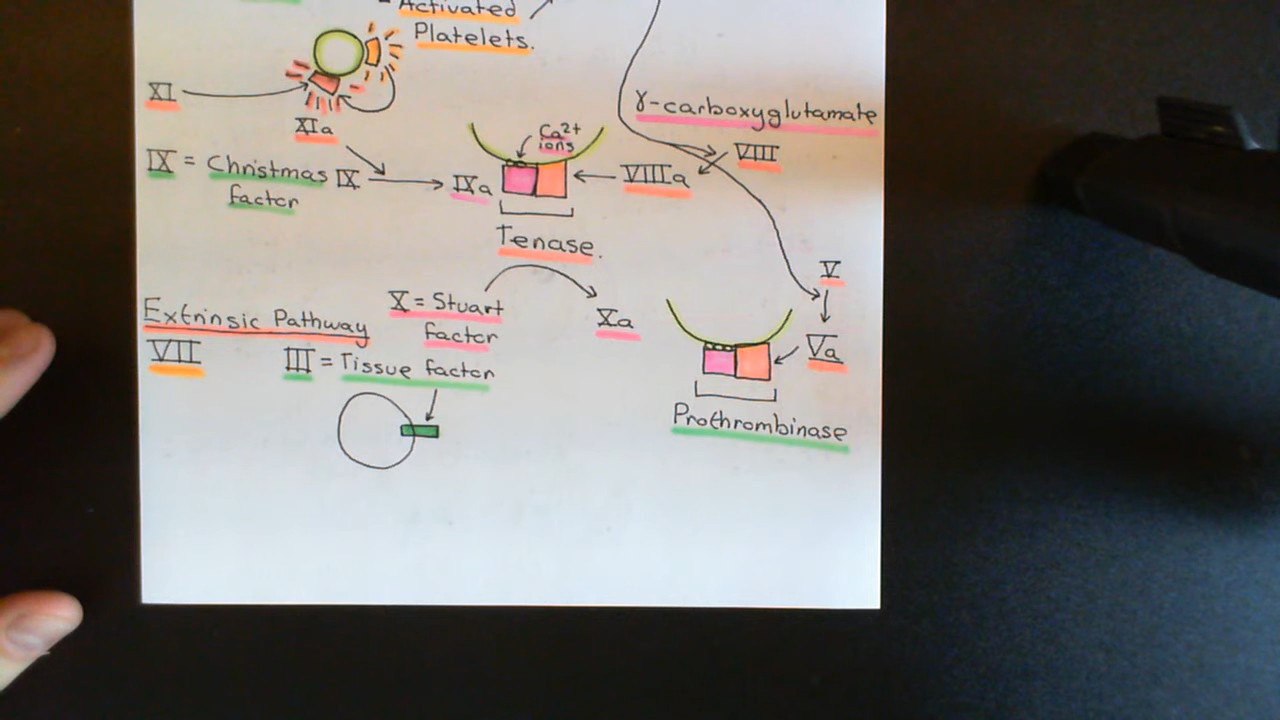 Activated
Platelets.
XI
XIa
γ-carboxyglutamate
Ca2+
ions
VIII
IX = Christmas
factor
IX
IXa
VIIIa
Tenase.
V
X = Stuart
factor
Xa
Extrinsic Pathway
VII
III = Tissue factor
Va
Prothrombinase